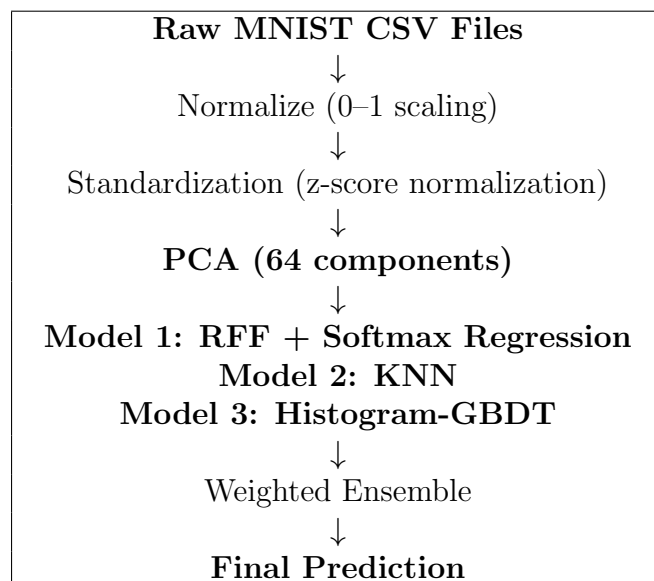 Raw MNIST CSV Files
↓
Normalize (0–1 scaling)
↓
Standardization (z-score normalization)
↓
PCA (64 components)
↓
Model 1: RFF + Softmax Regression
Model 2: KNN
Model 3: Histogram-GBDT
↓
Weighted Ensemble
↓
Final Prediction